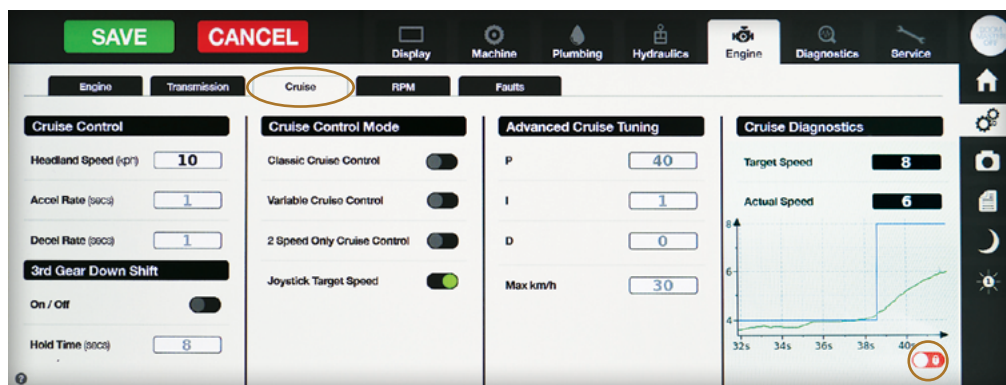 SAVE
CANCEL
Display
Machine
Plumbing
Hydraulics
Engine
Diagnostics
Service
Engine
Transmission
Cruise
RPM
Faults
Cruise Control
Headland Speed (kph) 10
Accel Rate (secs) 1
Decel Rate (secs) 1
3rd Gear Down Shift
On / Off
Hold Time (secs) 8
Cruise Control Mode
Classic Cruise Control
Variable Cruise Control
2 Speed Only Cruise Control
Joystick Target Speed
Advanced Cruise Tuning
P 40
I 1
D 0
Max km/h 30
Cruise Diagnostics
Target Speed 8
Actual Speed 6
8
6
4
32s 34s 36s 38s
1
?